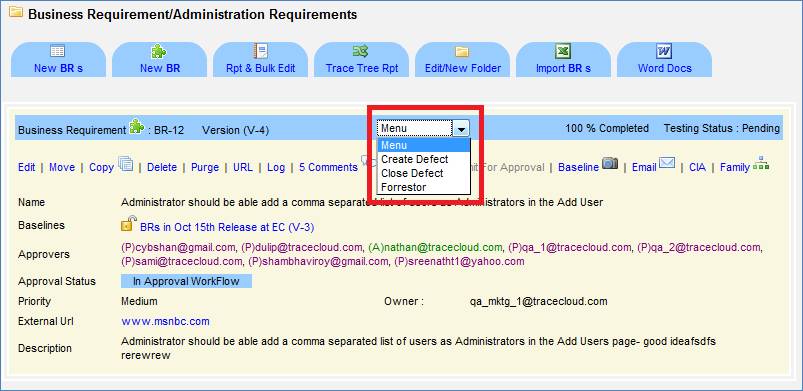 Business Requirement/Administration Requirements
New BR s
New BR
Rpt & Bulk Edit
Trace Tree Rpt
Edit/New Folder
Import BR s
Word Docs
Business Requirement : BR-12 Version (V-4) Menu 100 % Completed Testing Status : Pending
Menu
Create Defect
Close Defect
Forrestor
Edit | Move | Copy | Delete | Purge | URL | Log | 5 Comments For Approval | Baseline | Email | CIA | Family
Name Administrator should be able add a comma separated list of users as Administrators in the Add User
Baselines BRs in Oct 15th Release at EC (V-3)
Approvers (P)cybshan@gmail.com, (P)dulip@tracecloud.com, (A)nathan@tracecloud.com, (P)qa_1@tracecloud.com, (P)qa_2@tracecloud.com,
(P)sami@tracecloud.com, (P)shambhaviroy@gmail.com, (P)sreenatht1@yahoo.com
Approval Status In Approval WorkFlow
Priority Medium Owner : qa_mktg_1@tracecloud.com
External Url www.msnbc.com
Description Administrator should be able add a comma separated list of users as Administrators in the Add Users page- good ideafsdfs
rerewrew